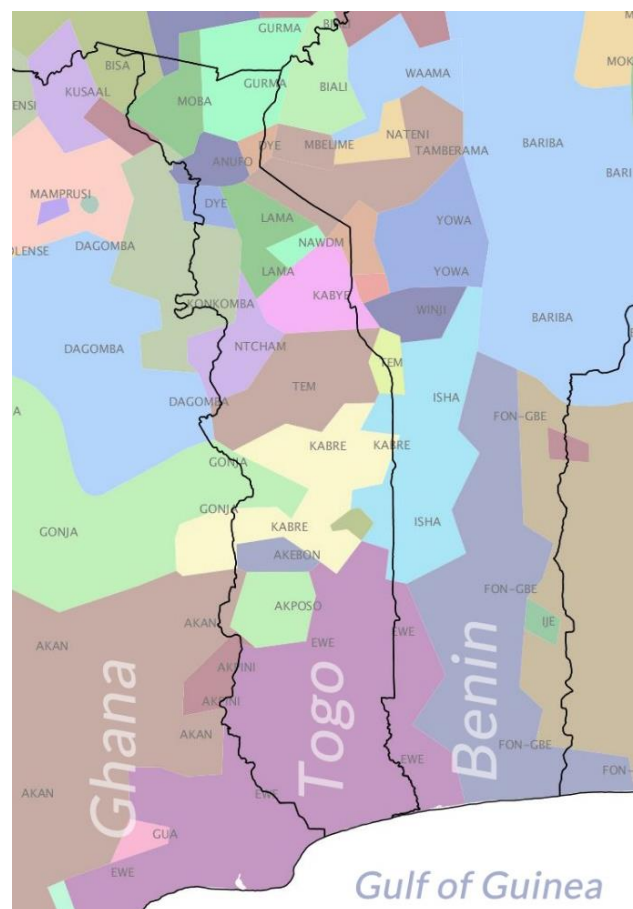 GURMA
BISA
GURMA
WAAMA
KUSAAL
BIALI
MOBA
NATENI
DYE
MBELIME
TAMBERAMA
BARIBA
ANUFO
BARI
MAMPRUSI
DYE
LAMA
YOWA
DAGOMBA
NAWDM
LAMA
YOWA
KABYE
KONKOMBA
WINJI
BARIBA
DAGOMBA
NTCHAM
TEM
TEM
ISHA
DAGOMBA
FON-GBE
KABRE
KABRE
GONJA
GONJA
ISHA
GONJA
KABRE
AKEBON
FON-GBE
AKPOSO
AKAN
IJE
EWE
EWE
AKAN
AKPINI
AKPINI
AKAN
FON-GBE
EWE
FON-
AKAN
EWE
GUA
EWE
Ghana
Togo
Benin
Gulf of Guinea